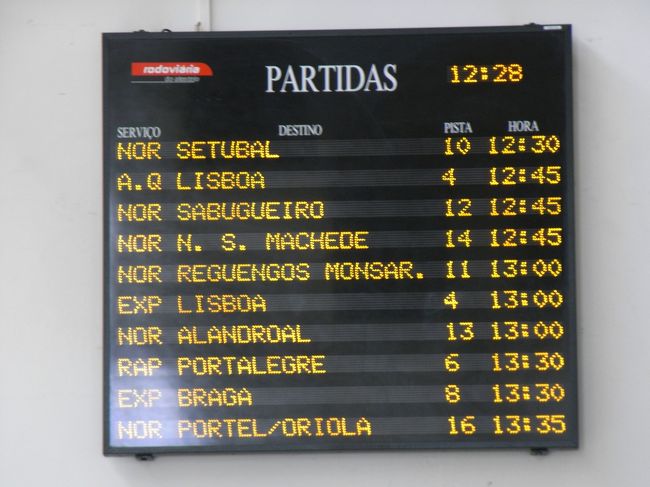 rodoviária
do alentejo
PARTIDAS 12:28
SERVIÇO DESTINO PISTA HORA
NOR SETUBAL 10 12:30
A.Q LISBOA 4 12:45
NOR SABUGUEIRO 12 12:45
NOR N. S. MACHEDE 14 12:45
NOR REGUENGOS MONSAR. 11 13:00
EXP LISBOA 4 13:00
NOR ALANDROAL 13 13:00
RAP PORTALEGRE 6 13:30
EXP BRAGA 8 13:30
NOR PORTEL/ORIOLA 16 13:35